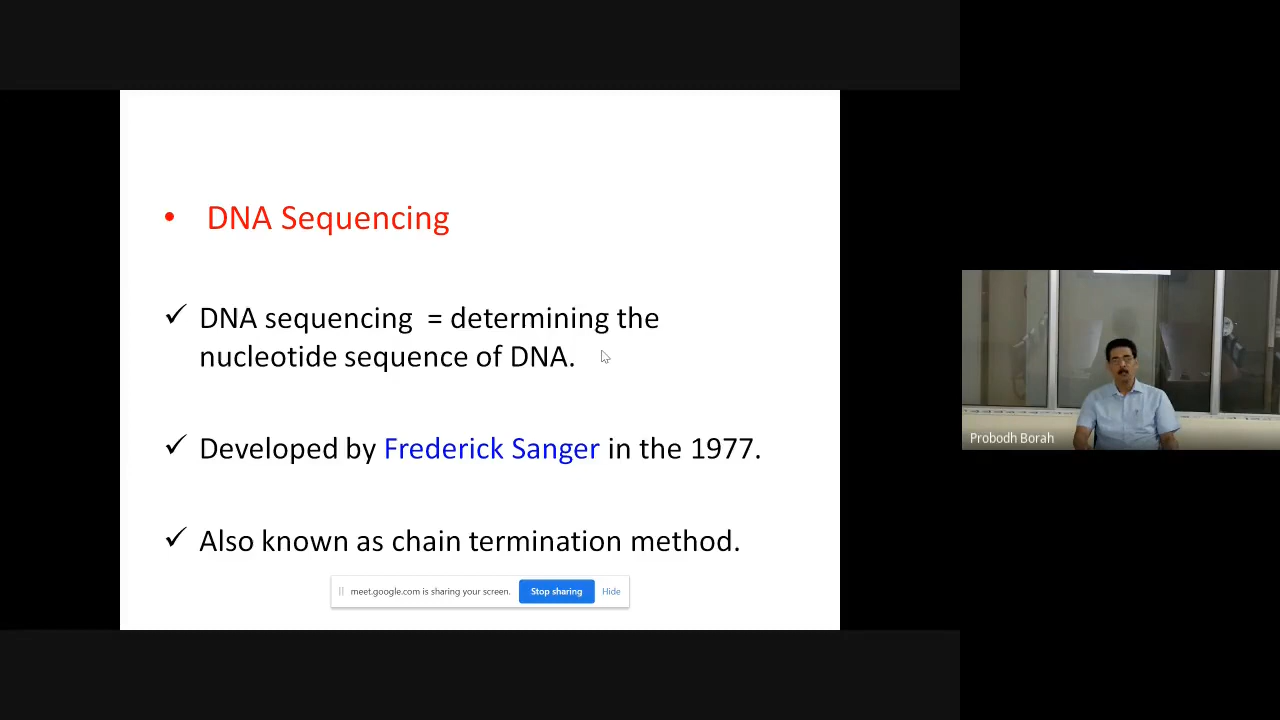 • DNA Sequencing
✓ DNA sequencing = determining the
nucleotide sequence of DNA.
✓ Developed by Frederick Sanger in the 1977.
✓ Also known as chain termination method.
meet.google.com is sharing your screen. Stop sharing Hide
Probodh Borah